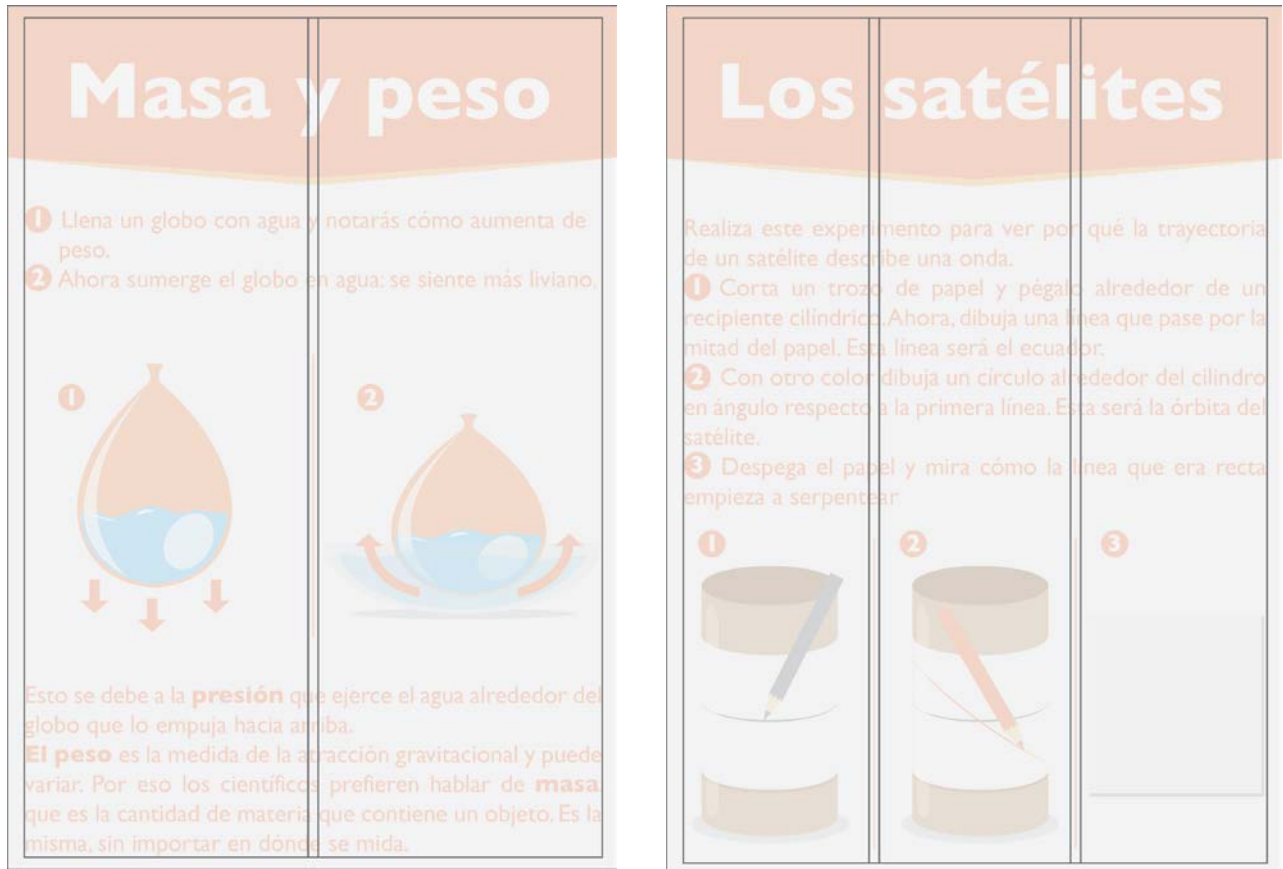 Masa y peso
1 Llena un globo con agua y notarás cómo aumenta de
peso.
2 Ahora sumerge el globo en agua: se siente más liviano.
1
2
Esto se debe a la presión que ejerce el agua alrededor del
globo que lo empuja hacia arriba.
El peso es la medida de la atracción gravitacional y puede
variar. Por eso los científicos prefieren hablar de masa,
que es la cantidad de materia que contiene un objeto. Es la
misma, sin importar en dónde se mida.
Los satélites
Realiza este experimento para ver por qué la trayectoria
de un satélite describe una onda.
1 Corta un trozo de papel y pégalo alrededor de un
recipiente cilíndrico. Ahora, dibuja una línea que pase por la
mitad del papel. Esta línea será el ecuador.
2 Con otro color dibuja un círculo alrededor del cilindro
en ángulo respecto a la primera línea. Esta será la órbita del
satélite.
3 Despega el papel y mira cómo la línea que era recta
empieza a serpentear
1
2
3